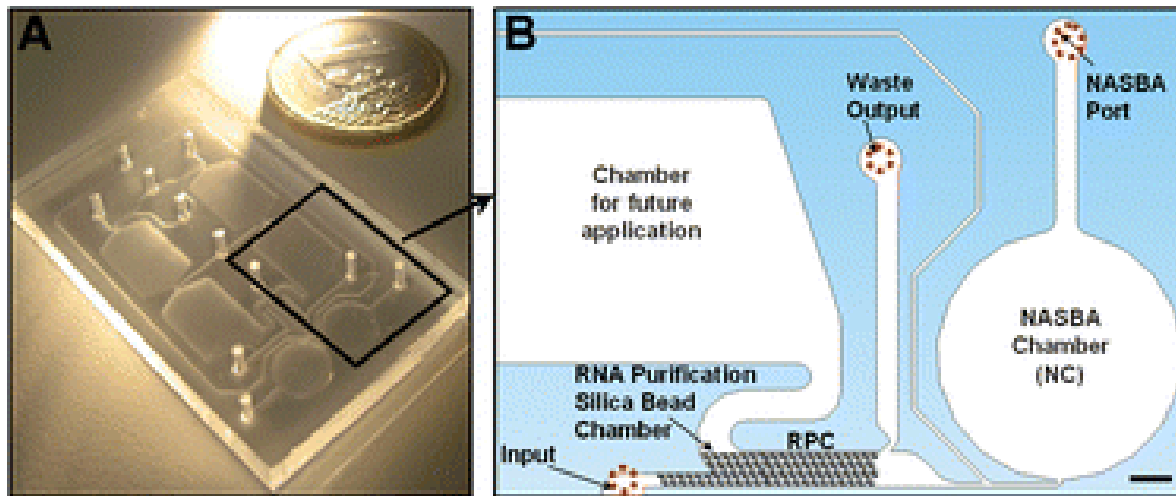 A
B
Waste
Output
NASBA
Port
Chamber
for future
application
NASBA
Chamber
(NC)
RNA Purification
Silica Bead
Chamber
RPC
Input